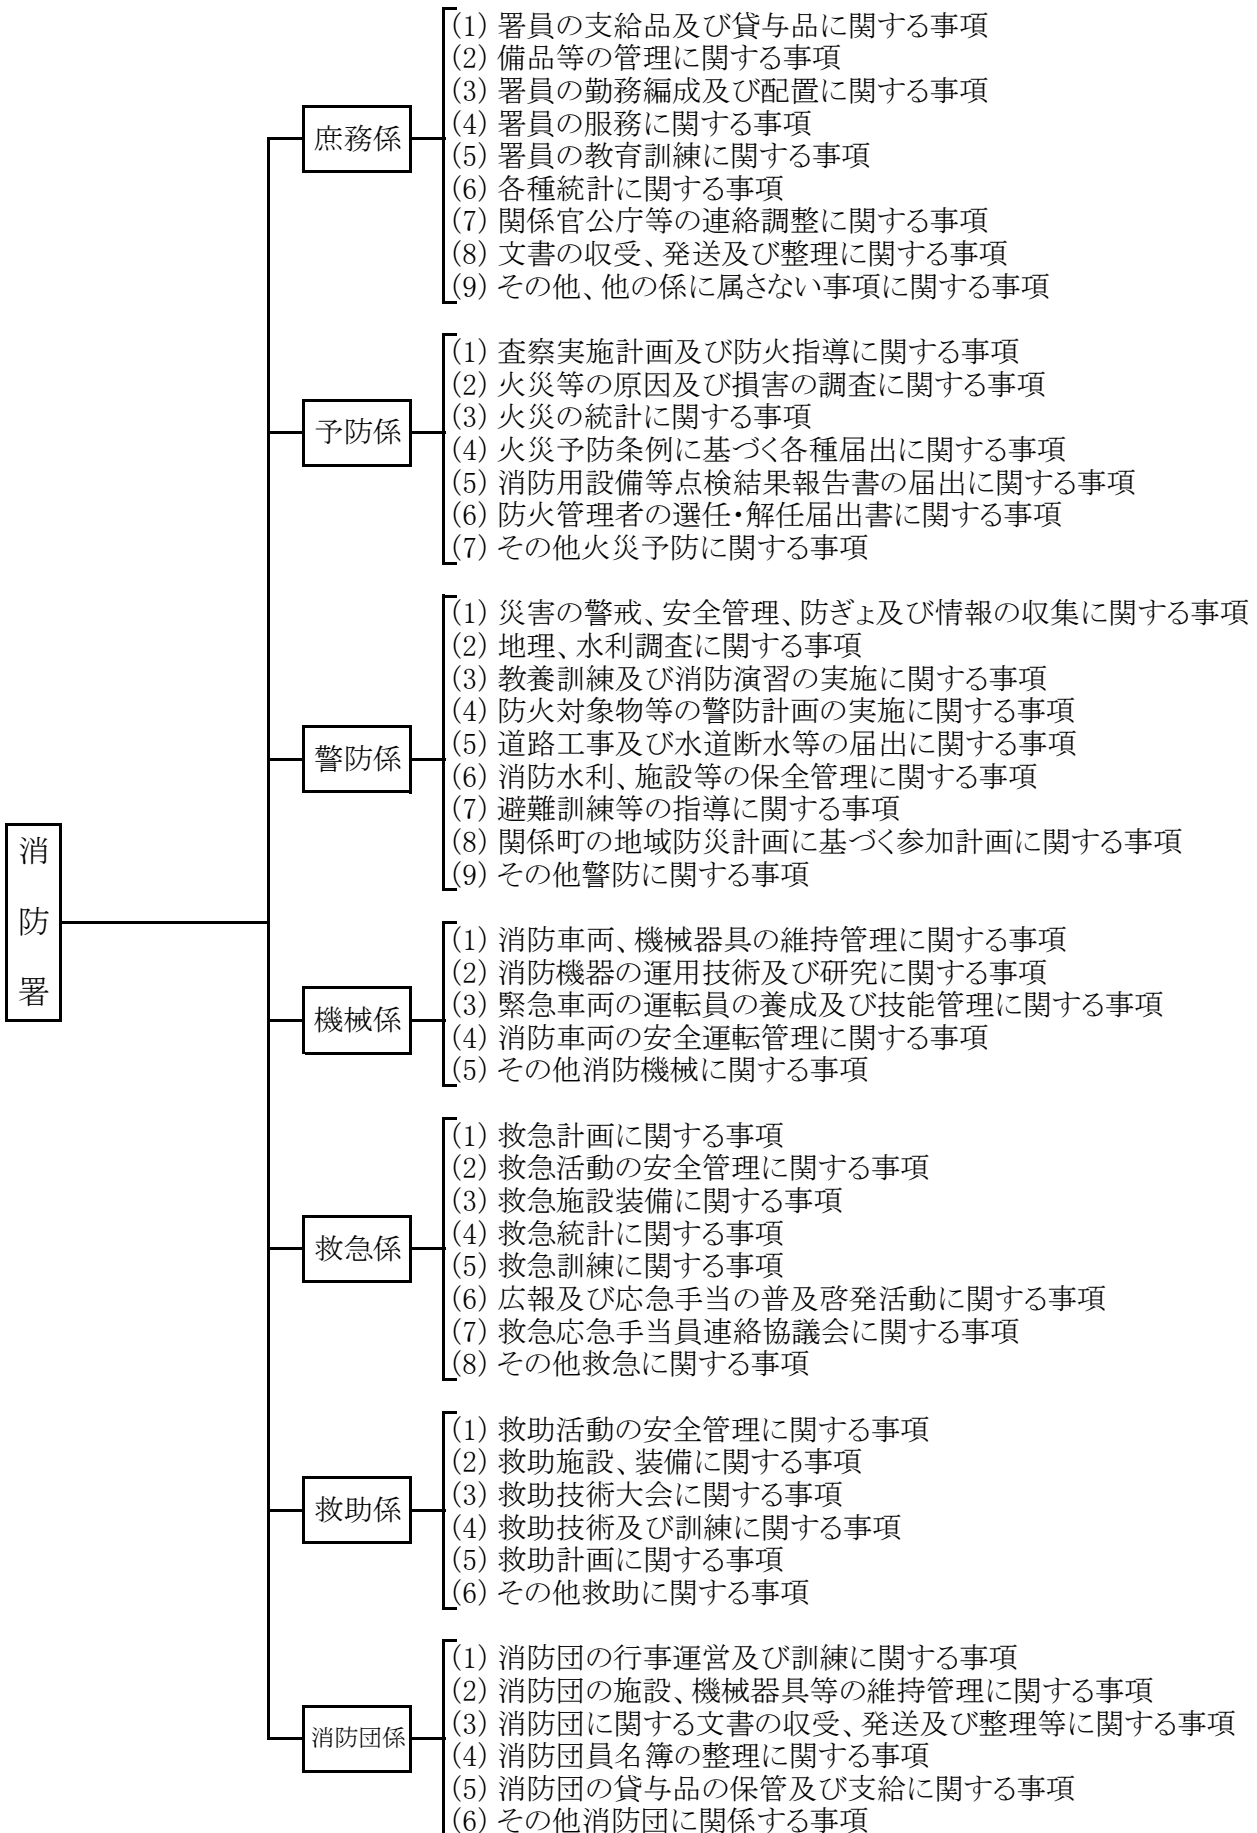 消防署
庶務係
(1) 署員の支給品及び貸与品に関する事項
(2) 備品等の管理に関する事項
(3) 署員の勤務編成及び配置に関する事項
(4) 署員の服務に関する事項
(5) 署員の教育訓練に関する事項
(6) 各種統計に関する事項
(7) 関係官公庁等の連絡調整に関する事項
(8) 文書の収受、発送及び整理に関する事項
(9) その他、他の係に属さない事項に関する事項
予防係
(1) 査察実施計画及び防火指導に関する事項
(2) 火災等の原因及び損害の調査に関する事項
(3) 火災の統計に関する事項
(4) 火災予防条例に基づく各種届出に関する事項
(5) 消防用設備等点検結果報告書の届出に関する事項
(6) 防火管理者の選任・解任届出書に関する事項
(7) その他火災予防に関する事項
警防係
(1) 災害の警戒、安全管理、防ぎょ及び情報の収集に関する事項
(2) 地理、水利調査に関する事項
(3) 教養訓練及び消防演習の実施に関する事項
(4) 防火対象物等の警防計画の実施に関する事項
(5) 道路工事及び水道断水等の届出に関する事項
(6) 消防水利、施設等の保全管理に関する事項
(7) 避難訓練等の指導に関する事項
(8) 関係町の地域防災計画に基づく参加計画に関する事項
(9) その他警防に関する事項
機械係
(1) 消防車両、機械器具の維持管理に関する事項
(2) 消防機器の運用技術及び研究に関する事項
(3) 緊急車両の運転員の養成及び技能管理に関する事項
(4) 消防車両の安全運転管理に関する事項
(5) その他消防機械に関する事項
救急係
(1) 救急計画に関する事項
(2) 救急活動の安全管理に関する事項
(3) 救急施設装備に関する事項
(4) 救急統計に関する事項
(5) 救急訓練に関する事項
(6) 広報及び応急手当の普及啓発活動に関する事項
(7) 救急応急手当員連絡協議会に関する事項
(8) その他救急に関する事項
救助係
(1) 救助活動の安全管理に関する事項
(2) 救助施設、装備に関する事項
(3) 救助技術大会に関する事項
(4) 救助技術及び訓練に関する事項
(5) 救助計画に関する事項
(6) その他救助に関する事項
消防団係
(1) 消防団の行事運営及び訓練に関する事項
(2) 消防団の施設、機械器具等の維持管理に関する事項
(3) 消防団に関する文書の収受、発送及び整理等に関する事項
(4) 消防団員名簿の整理に関する事項
(5) 消防団の貸与品の保管及び支給に関する事項
(6) その他消防団に関係する事項